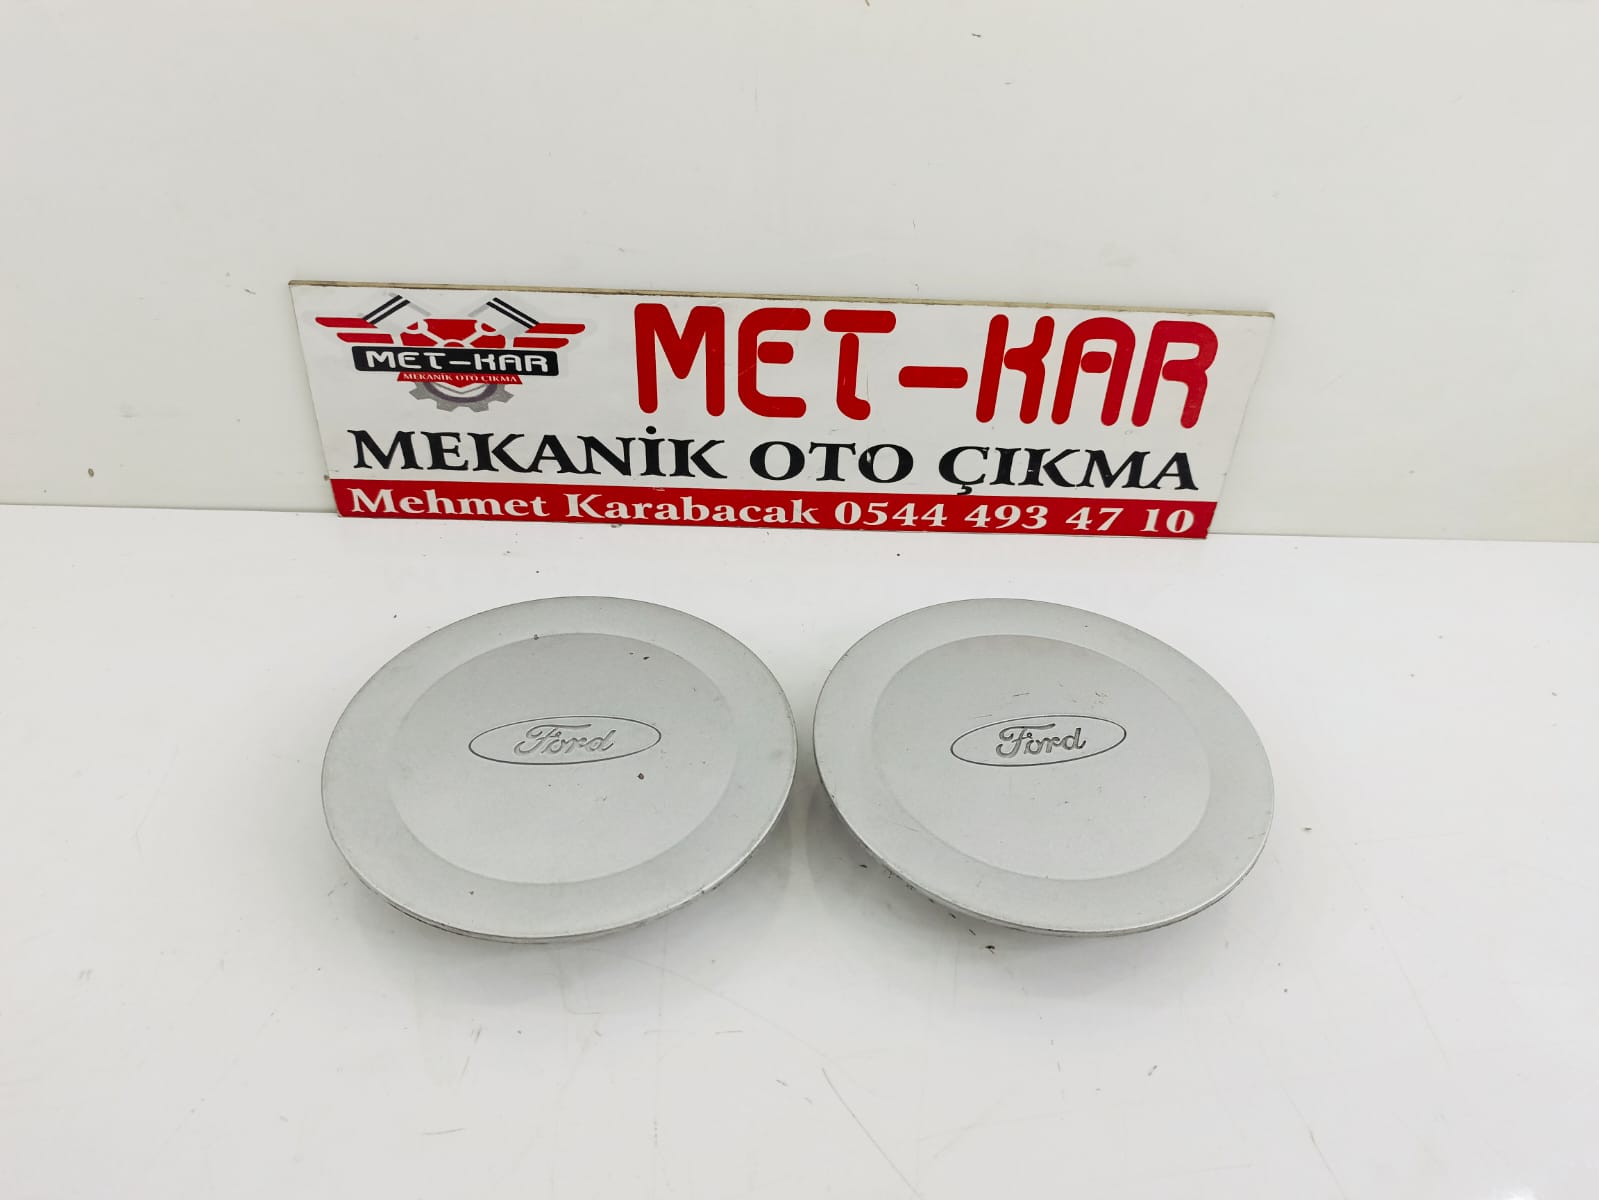 MET-KAR
MEKANİK OTO ÇIKMA
MET-KAR
MEKANİK OTO ÇIKMA
Mehmet Karabacak 0544 493 47 10
Ford
Ford